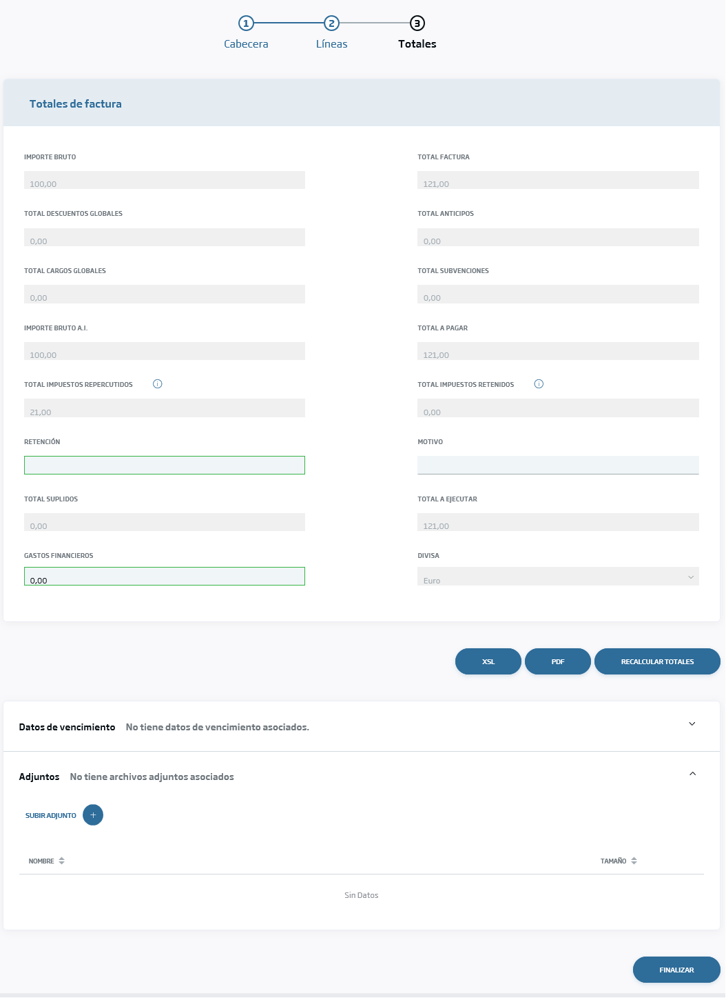 1 2 3
Cabecera Líneas Totales
Totales de factura
IMPORTE BRUTO TOTAL FACTURA
100,00 121,00
TOTAL DESCUENTOS GLOBALES TOTAL ANTICIPOS
0,00 0,00
TOTAL CARGOS GLOBALES TOTAL SUBVENCIONES
0,00 0,00
IMPORTE BRUTO A.I. TOTAL A PAGAR
100,00 121,00
TOTAL IMPUESTOS REPERCUTIDOS TOTAL IMPUESTOS RETENIDOS
21,00 0,00
RETENCIÓN MOTIVO
TOTAL SUPLIDOS TOTAL A EJECUTAR
0,00 121,00
GASTOS FINANCIEROS DIVISA
0,00 Euro
XSL PDF RECALCULAR TOTALES
Datos de vencimiento No tiene datos de vencimiento asociados.
Adjuntos No tiene archivos adjuntos asociados
SUBIR ADJUNTO +
NOMBRE TAMAÑO
Sin Datos
FINALIZAR